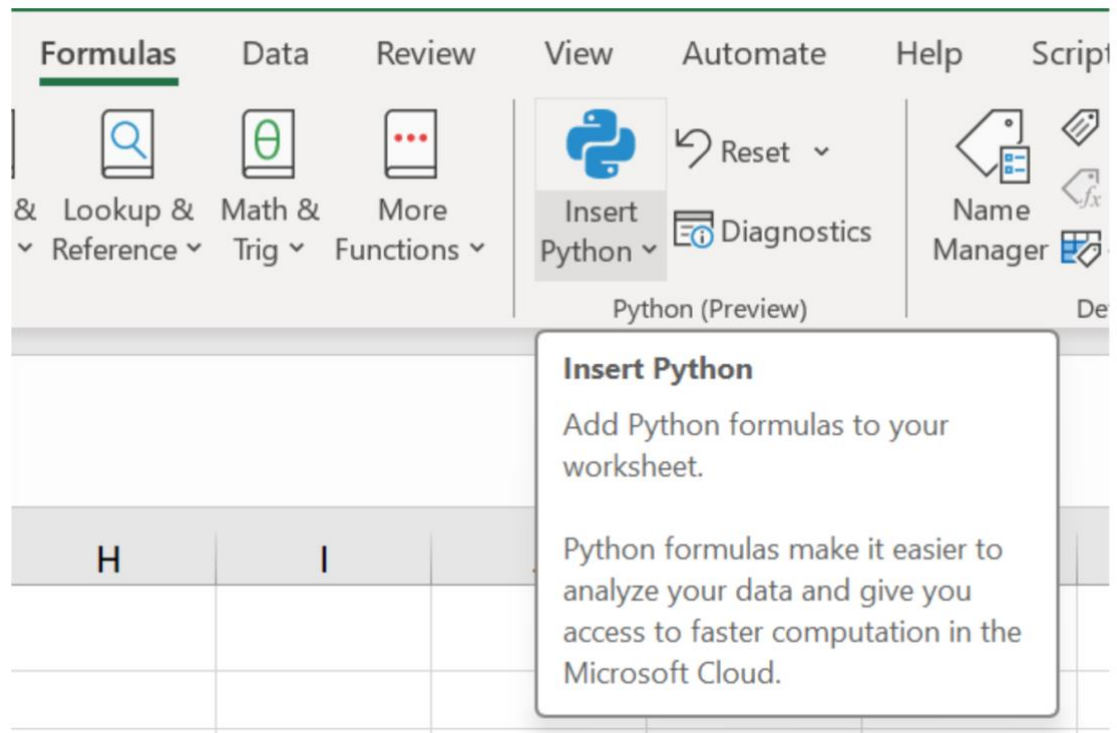 Formulas Data Review View Automate Help Script
& Lookup & Math & More Insert Reset Name
Reference Trig Functions Python Diagnostics Manager
Python (Preview) De
Insert Python
Add Python formulas to your
worksheet.
Python formulas make it easier to
analyze your data and give you
access to faster computation in the
Microsoft Cloud.
H I